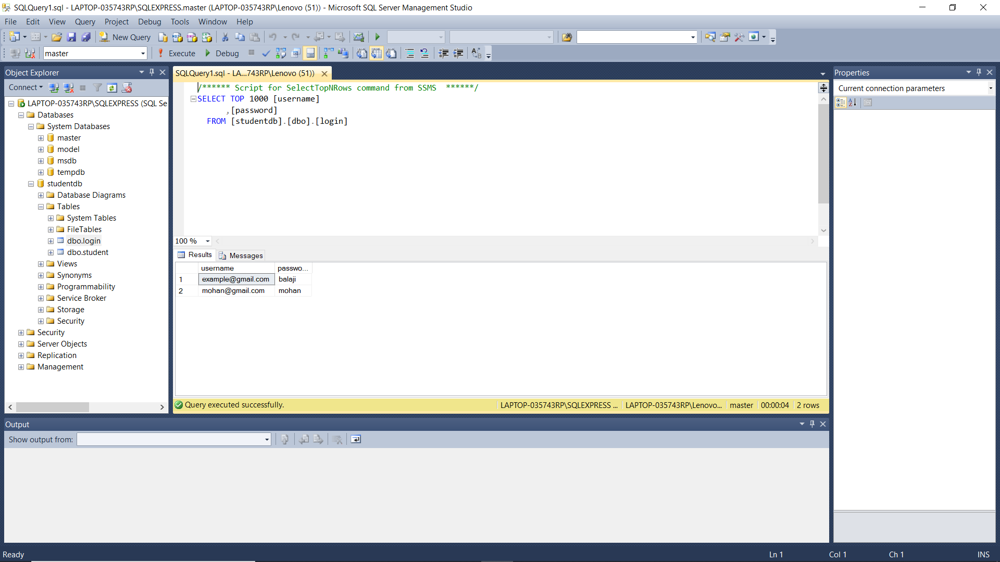 SQLQuery1.sql - LAPTOP-035743RP\SQLEXPRESS.master (LAPTOP-035743RP\Lenovo (51)) - Microsoft SQL Server Management Studio
File Edit View Query Project Debug Tools Window Help
New Query
master Execute Debug
Object Explorer
Connect
LAPTOP-035743RP\SQLEXPRESS (SQL Se
Databases
System Databases
master
model
msdb
tempdb
studentdb
Database Diagrams
Tables
System Tables
FileTables
dbo.login
dbo.student
Views
Synonyms
Programmability
Service Broker
Storage
Security
Security
Server Objects
Replication
Management
SQLQuery1.sql - LA...743RP\Lenovo (51))
/****** Script for SelectTopNRows command from SSMS  ******/
SELECT TOP 1000 [username]
,[password]
FROM [studentdb].[dbo].[login]
100 %
Results Messages
username passwo...
1 example@gmail.com balaji
2 mohan@gmail.com mohan
Query executed successfully. LAPTOP-035743RP\SQLEXPRESS ... LAPTOP-035743RP\Lenovo... master 00:00:04 2 rows
Properties
Current connection parameters
Output
Show output from:
Ready Ln 1 Col 1 Ch 1 INS